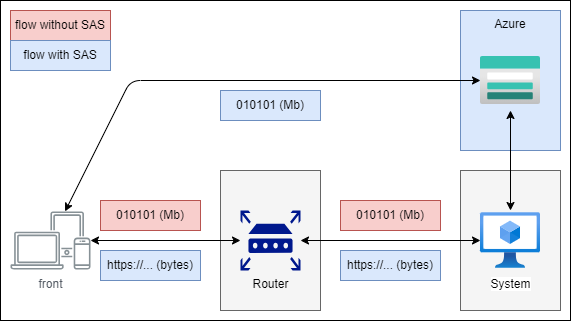 flow without SAS
flow with SAS
Azure
010101 (Mb)
010101 (Mb)
010101 (Mb)
https://... (bytes)
https://... (bytes)
front
Router
System